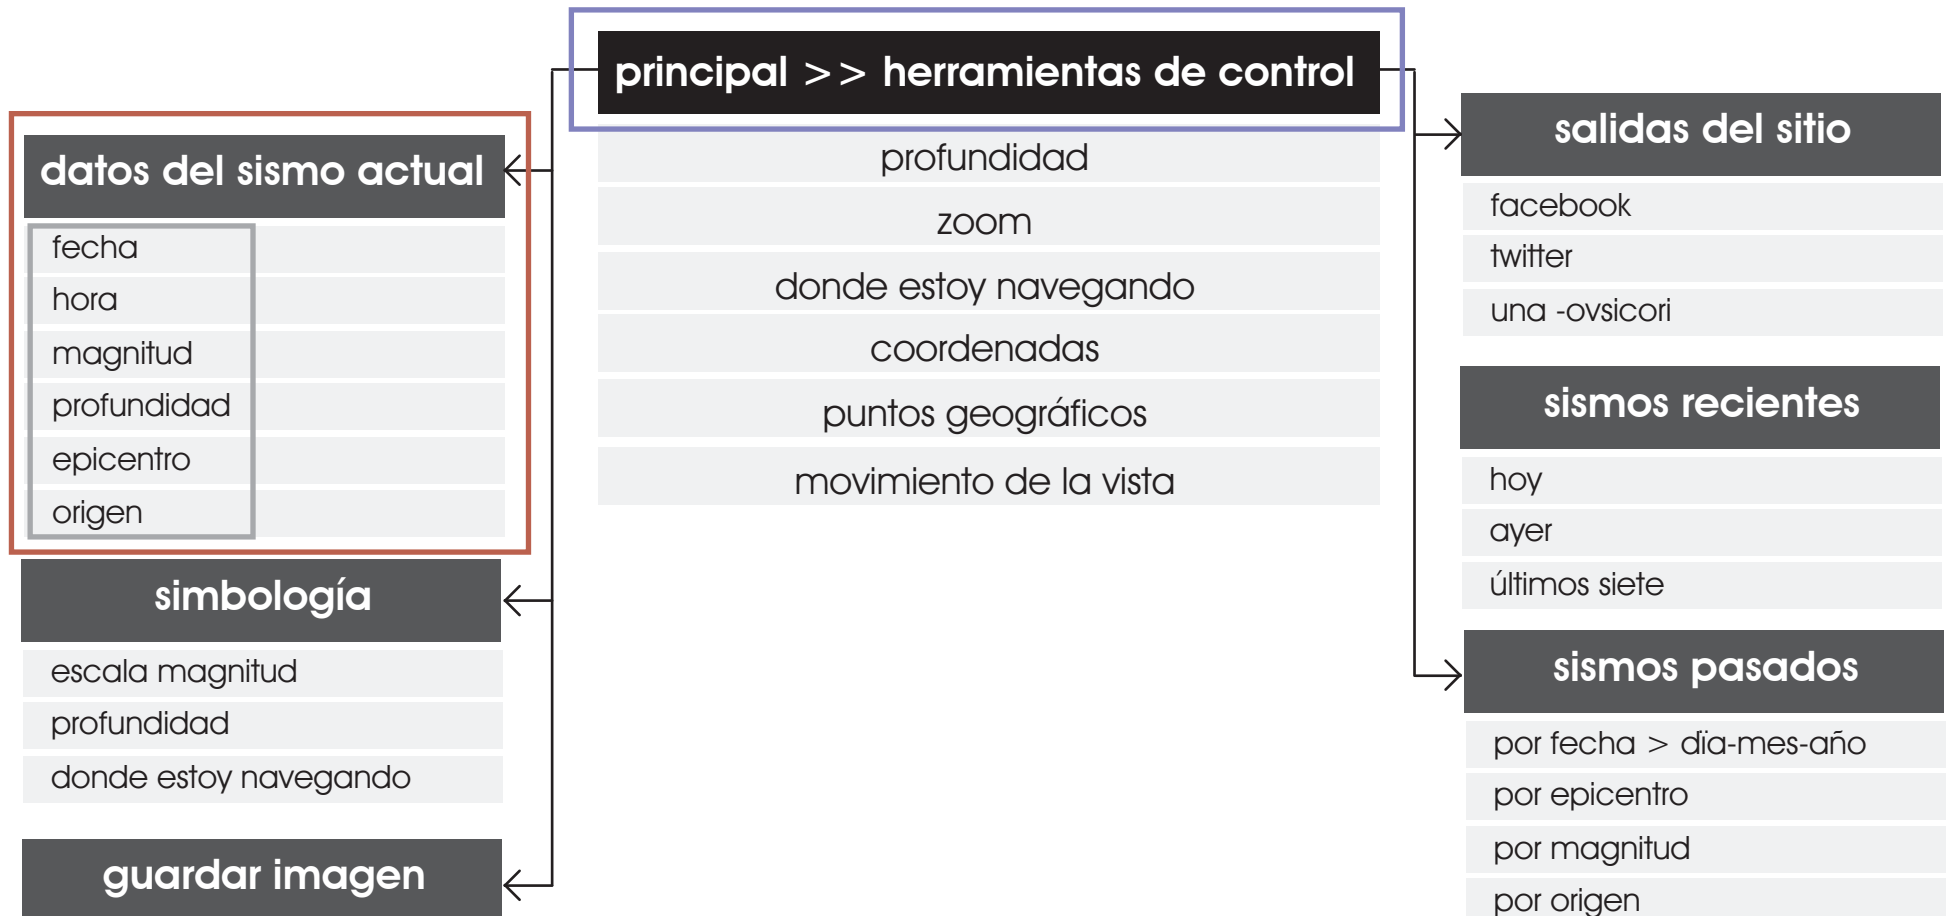 principal >> herramientas de control
profundidad
zoom
donde estoy navegando
coordenadas
puntos geográficos
movimiento de la vista
datos del sismo actual
fecha
hora
magnitud
profundidad
epicentro
origen
simbología
escala magnitud
profundidad
donde estoy navegando
guardar imagen
salidas del sitio
facebook
twitter
una -ovsicori
sismos recientes
hoy
ayer
últimos siete
sismos pasados
por fecha > dïa-mes-año
por epicentro
por magnitud
por origen